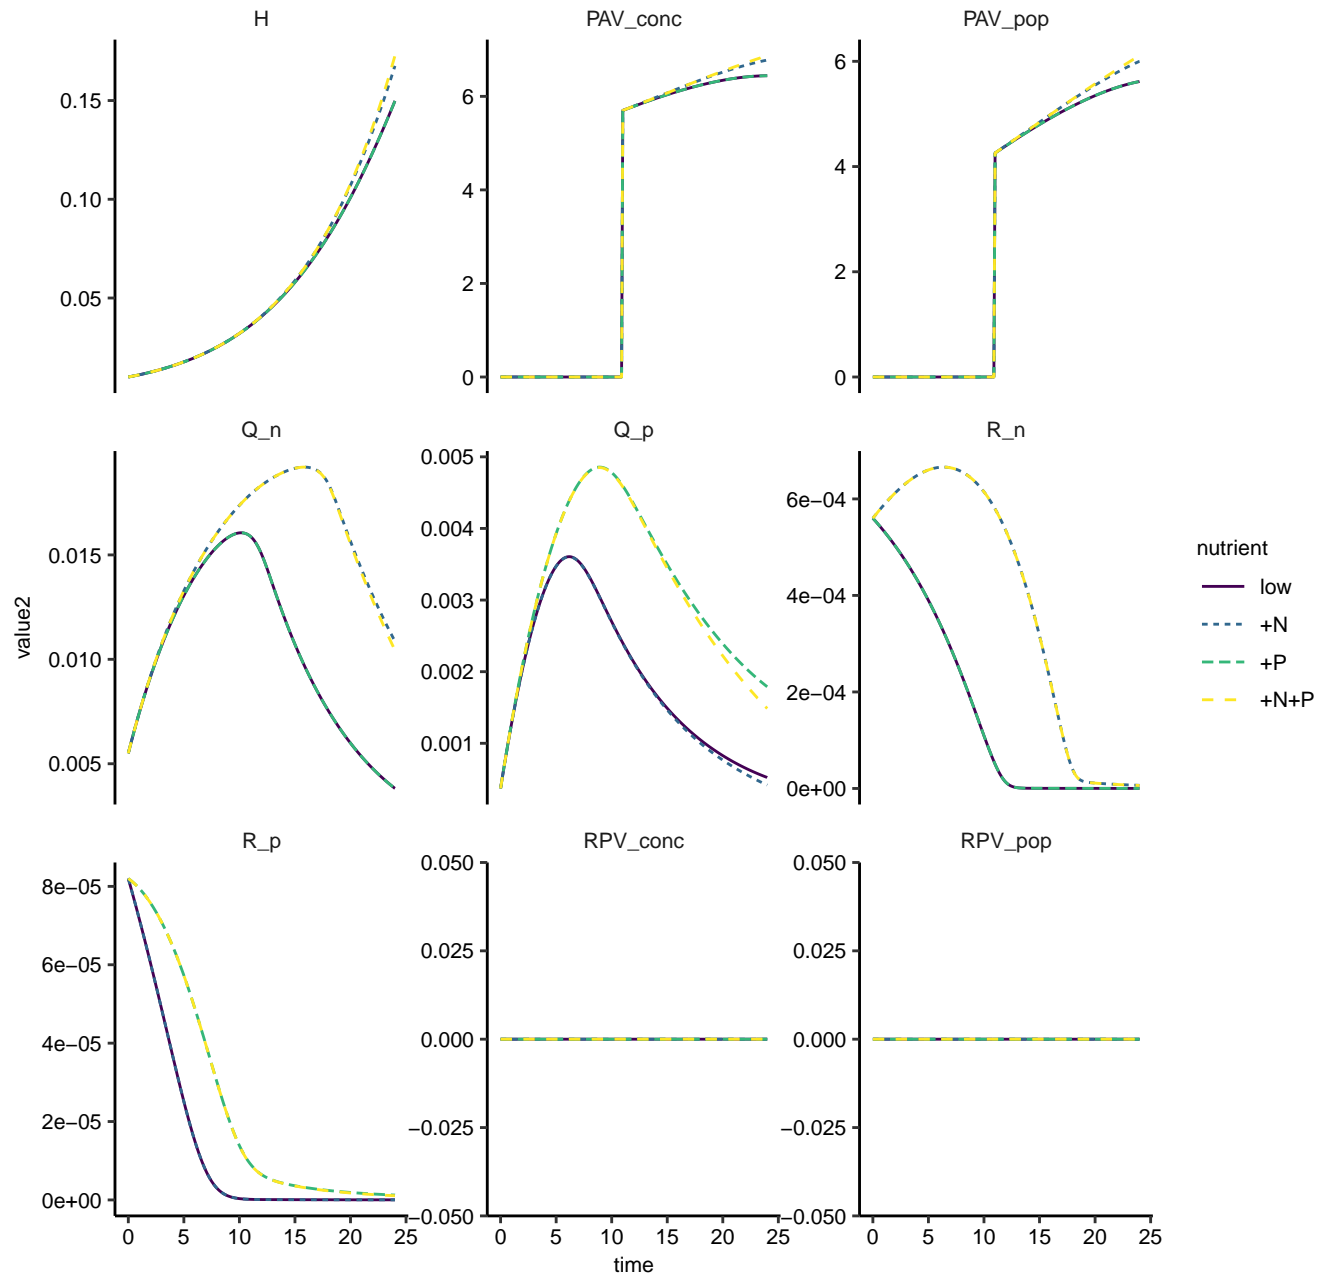 H
PAV_conc
PAV_pop
0.15
0.10
0.05
6
4
2
0
6
4
2
0
Q_n
Q_p
R_n
0.015
0.010
0.005
0.005
0.004
0.003
0.002
0.001
6e−04
4e−04
2e−04
0e+00
R_p
RPV_conc
RPV_pop
8e−05
6e−05
4e−05
2e−05
0e+00
0.050
0.025
0.000
−0.025
−0.050
0.050
0.025
0.000
−0.025
−0.050
0 5 10 15 20 25
0 5 10 15 20 25
0 5 10 15 20 25
time
value2
nutrient
low
+N
+P
+N+P